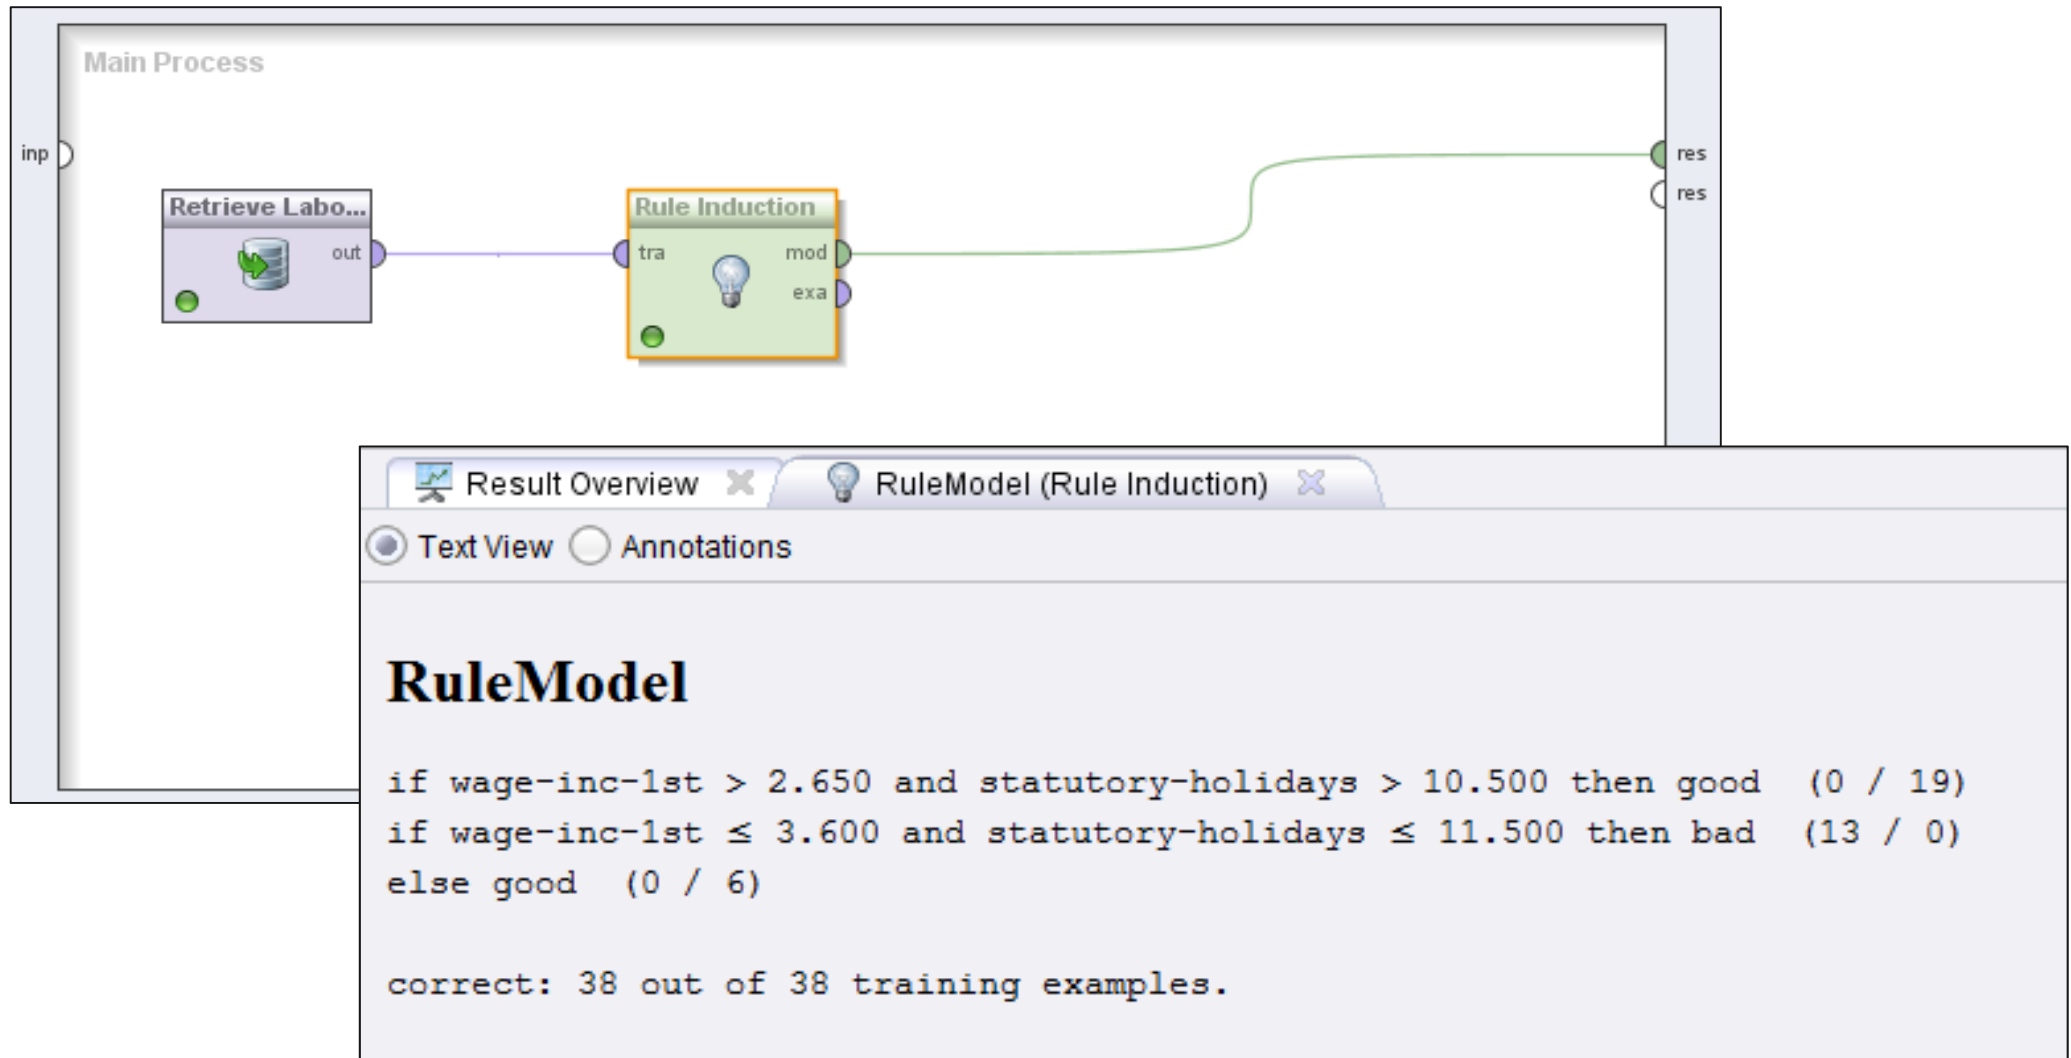 Main Process
inp
res
res
Retrieve Labo...
out
Rule Induction
tra
mod
exa
Result Overview
RuleModel (Rule Induction)
Text View
Annotations
RuleModel
if wage-inc-1st > 2.650 and statutory-holidays > 10.500 then good (0 / 19)
if wage-inc-1st ≤ 3.600 and statutory-holidays ≤ 11.500 then bad (13 / 0)
else good (0 / 6)
correct: 38 out of 38 training examples.